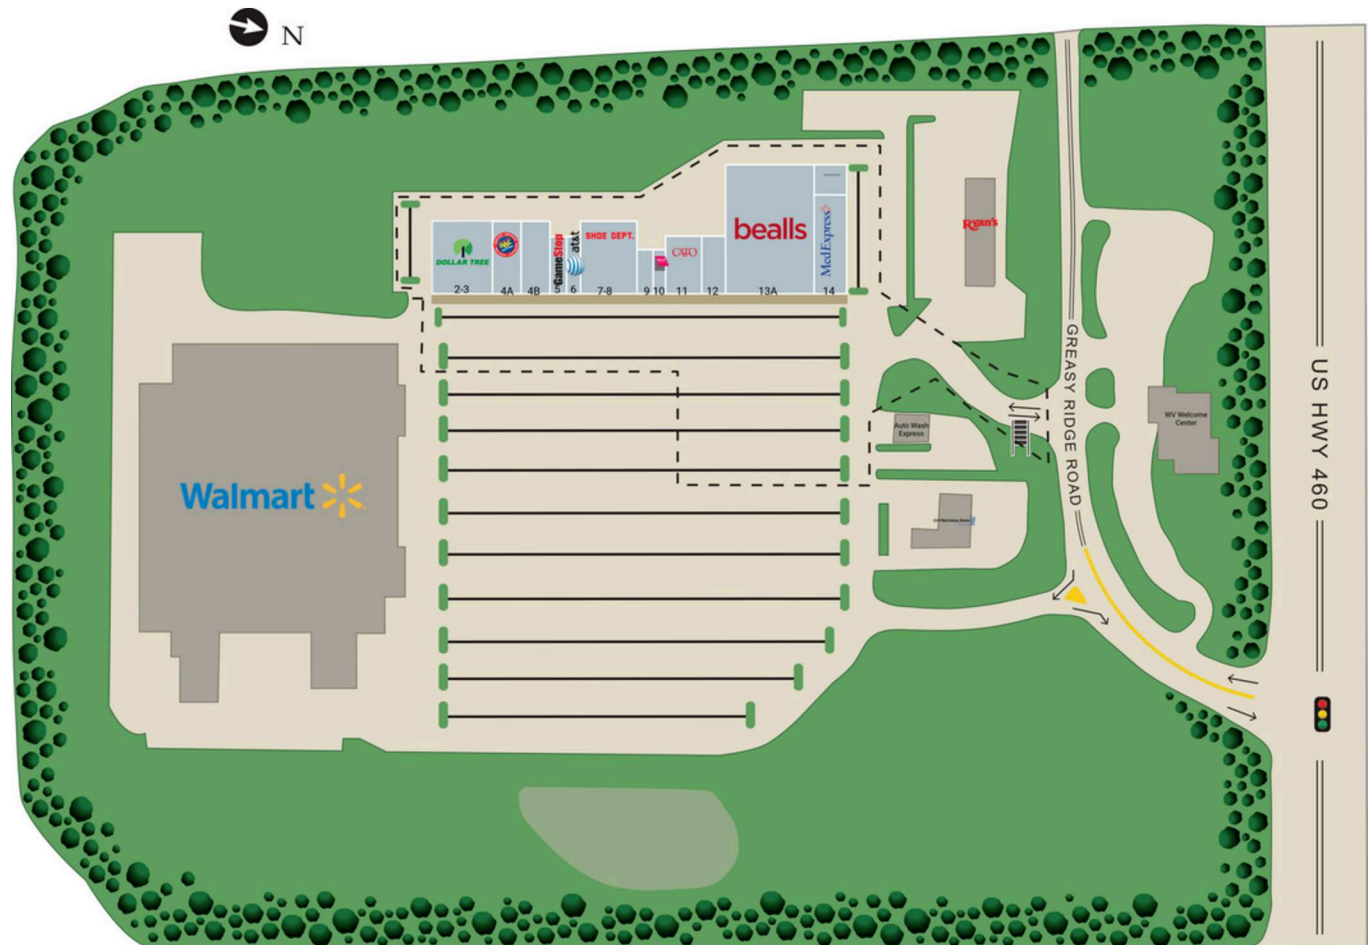 N
Ryan's
bealls
MedExpress
GameStop
at&t
SHOE DEPT.
CATO
DOLLAR TREE
2-3
4A
4B
5
6
7-8
9
10
11
12
13A
14
GREASY RIDGE ROAD
US HWY 460
WV Welcome
Center
Auto Wash
Express
Walmart